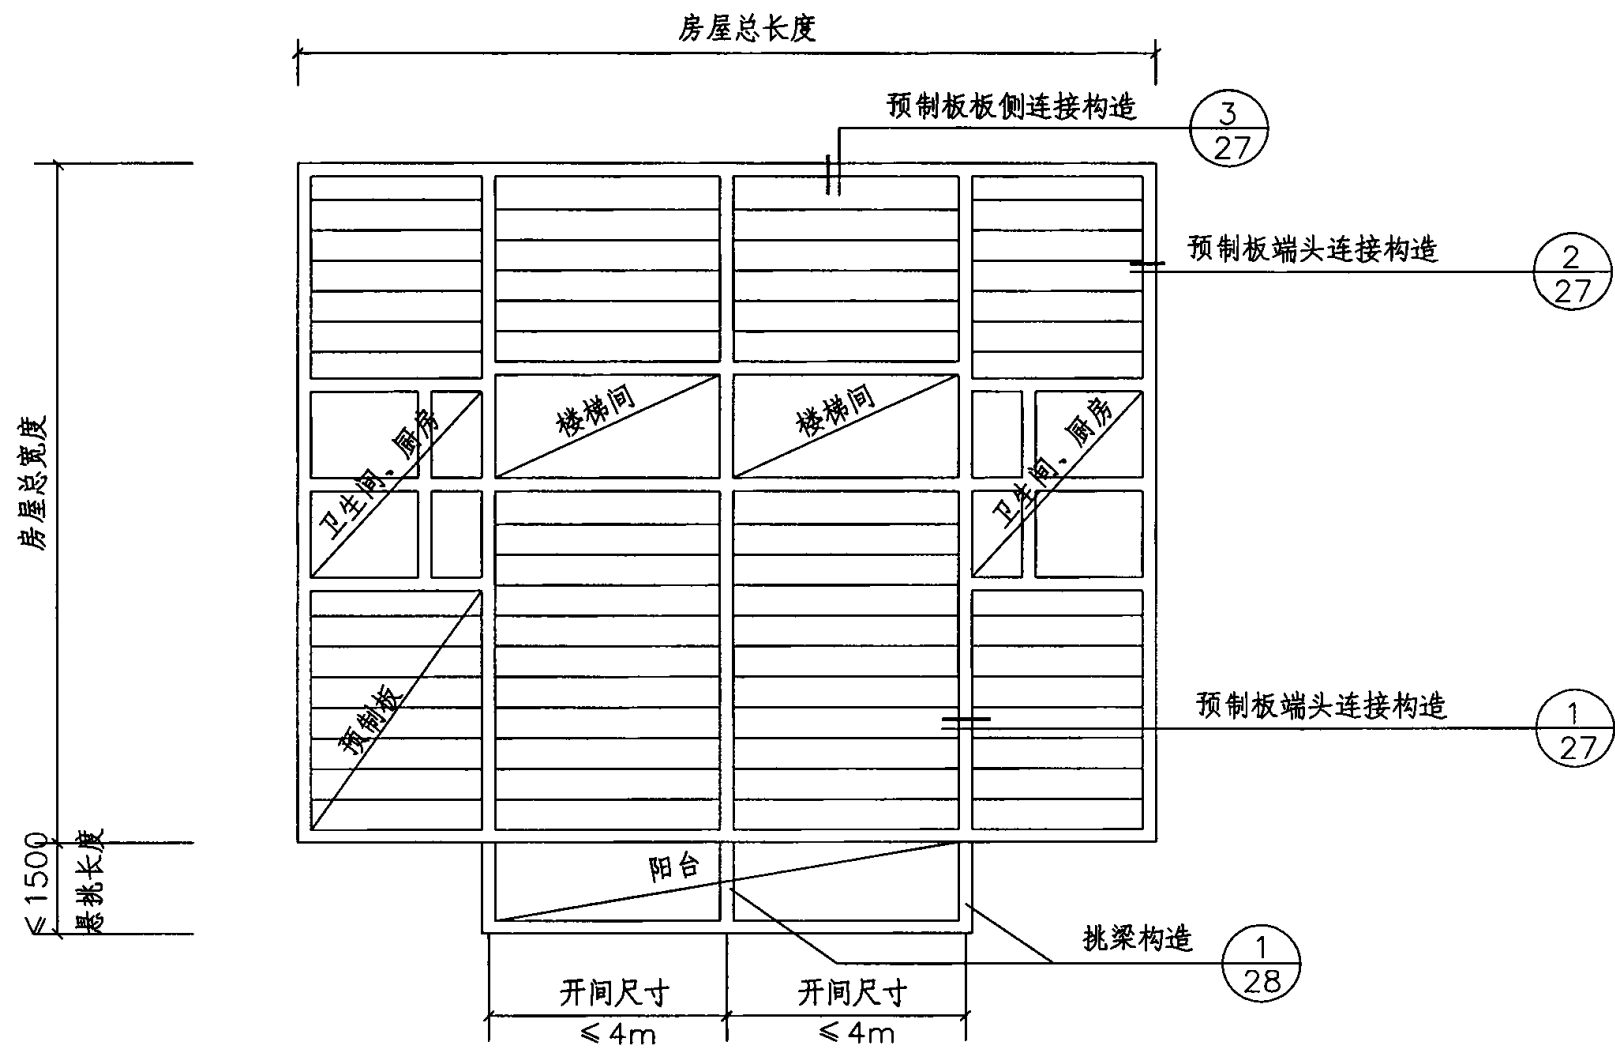 房屋总长度
预制板板侧连接构造
3
27
预制板端头连接构造
2
27
楼梯间
楼梯间
卫生间、厨房
卫生间、厨房
房屋总宽度
预制板
预制板端头连接构造
1
27
≤1500
悬挑长度
阳台
挑梁构造
1
28
开间尺寸
开间尺寸
≤4m
≤4m